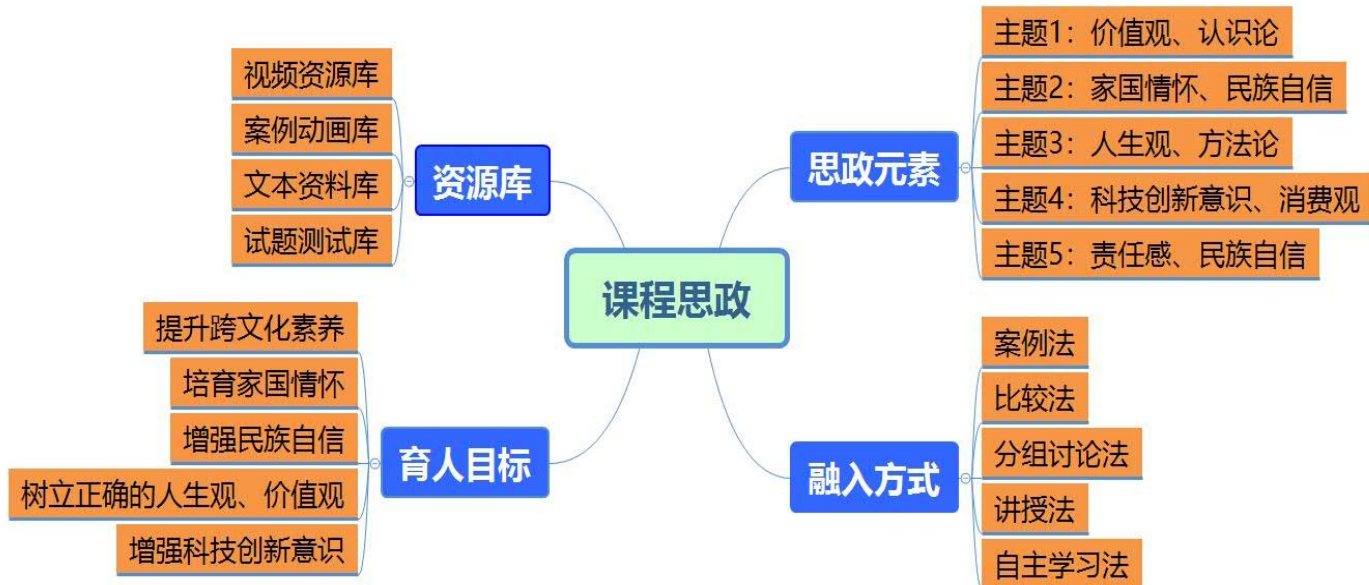 课程思政
资源库
视频资源库
案例动画库
文本资料库
试题测试库
育人目标
提升跨文化素养
培育家国情怀
增强民族自信
树立正确的人生观、价值观
增强科技创新意识
思政元素
主题1：价值观、认识论
主题2：家国情怀、民族自信
主题3：人生观、方法论
主题4：科技创新意识、消费观
主题5：责任感、民族自信
融入方式
案例法
比较法
分组讨论法
讲授法
自主学习法